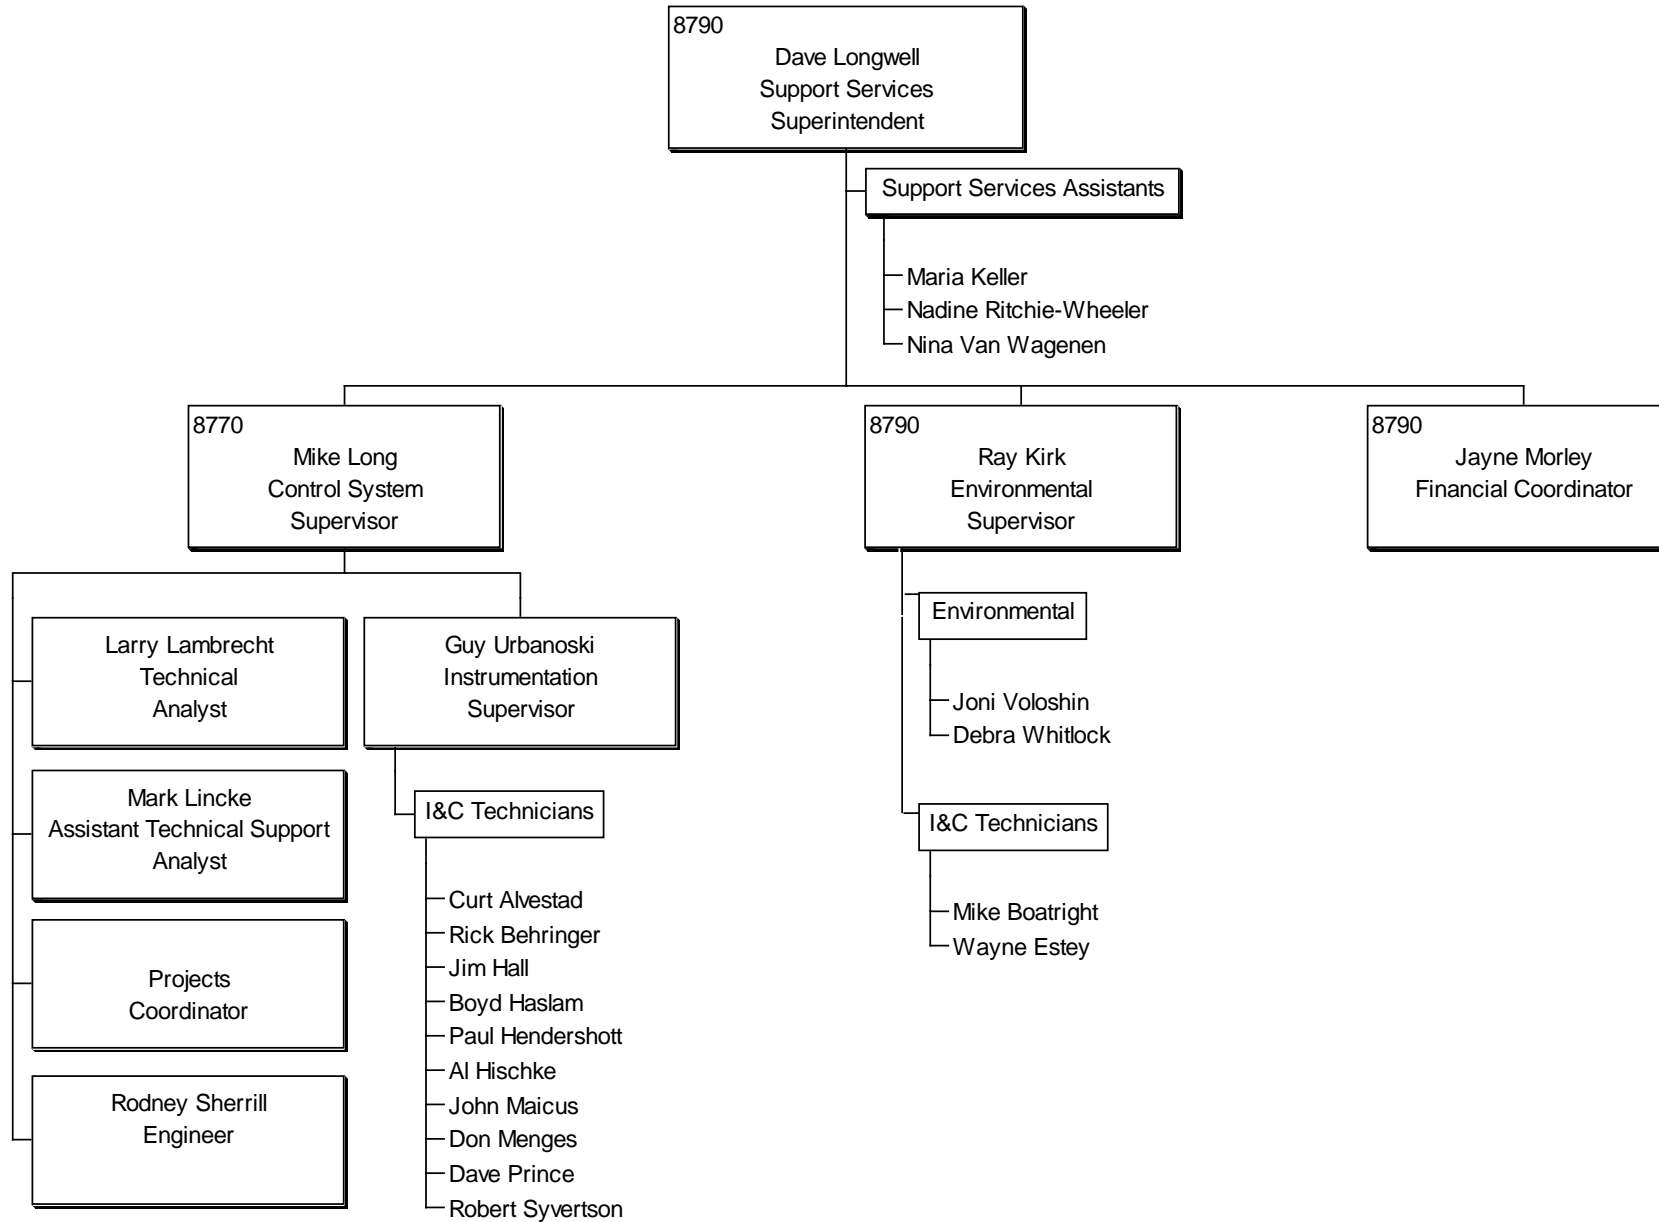 8790
Dave Longwell
Support Services
Superintendent
Support Services Assistants
Maria Keller
Nadine Ritchie-Wheeler
Nina Van Wagenen
8770
Mike Long
Control System
Supervisor
8790
Ray Kirk
Environmental
Supervisor
8790
Jayne Morley
Financial Coordinator
Larry Lambrecht
Technical
Analyst
Mark Lincke
Assistant Technical Support
Analyst
Projects
Coordinator
Rodney Sherrill
Engineer
Guy Urbanoski
Instrumentation
Supervisor
I&C Technicians
Curt Alvestad
Rick Behringer
Jim Hall
Boyd Haslam
Paul Hendershott
Al Hischke
John Maicus
Don Menges
Dave Prince
Robert Syvertson
Environmental
Joni Voloshin
Debra Whitlock
I&C Technicians
Mike Boatright
Wayne Estey